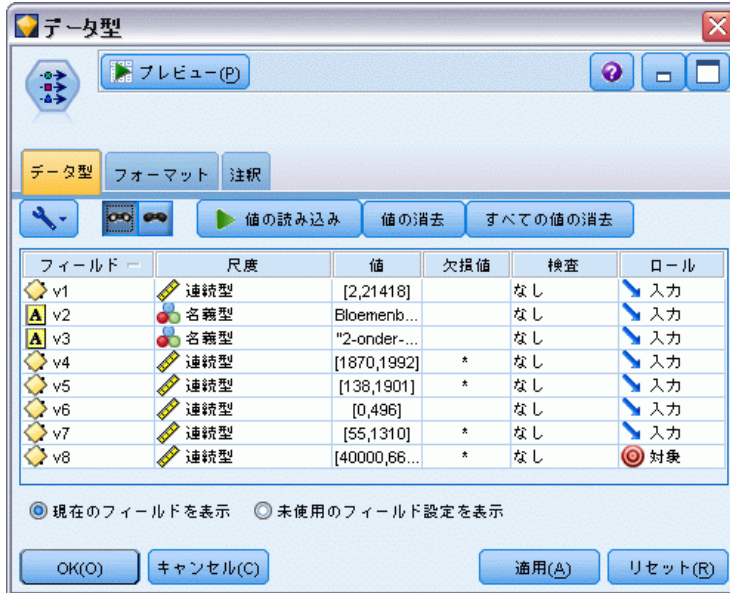 データ型
プレビュー(P)
データ型 フォーマット 注釈
値の読み込み 値の消去 すべての値の消去
フィールド 尺度 値 欠損値 検査 ロール
v1 連続型 [2,21418] なし 入力
A v2 名義型 Bloemenb... なし 入力
A v3 名義型 "2-onder-... なし 入力
v4 連続型 [1870,1992] * なし 入力
v5 連続型 [138,1901] * なし 入力
v6 連続型 [0,496] なし 入力
v7 連続型 [55,1310] * なし 入力
v8 連続型 [40000,66... * なし 対象
現在のフィールドを表示 未使用のフィールド設定を表示
OK(O) キャンセル(C) 適用(A) リセット(R)